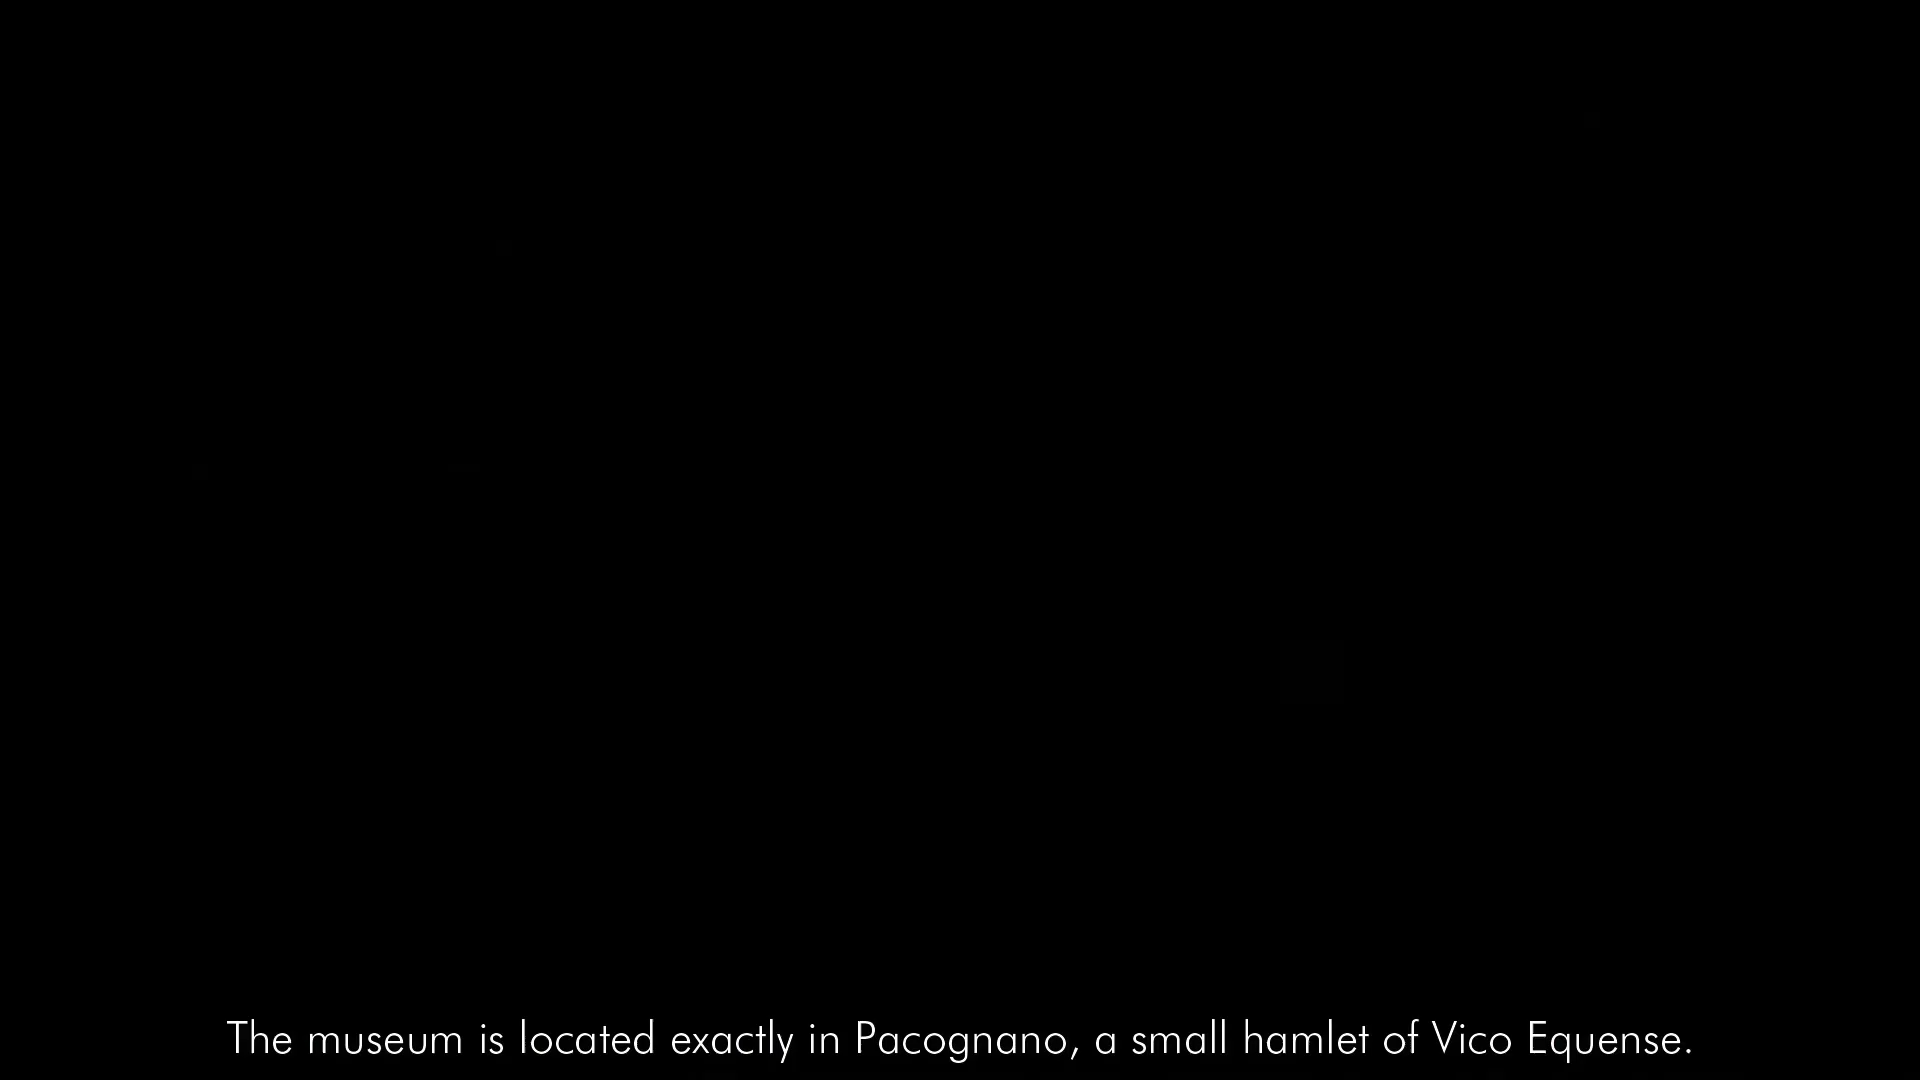 The museum is located exactly in Pacognano, a small hamlet of Vico Equense.